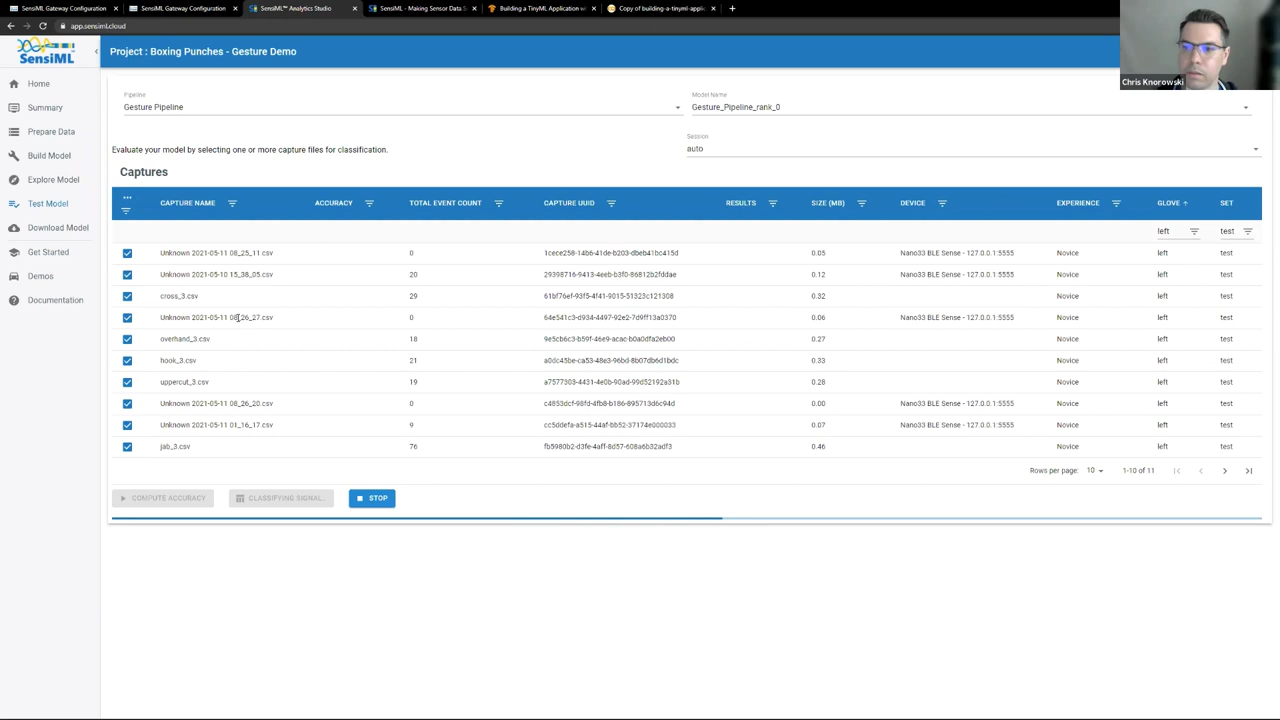 SensiML Gateway Configuration
SensiML Gateway Configuration
SensiML™ Analytics Studio
SensiML - Making Sensor Data S
Building a TinyML Application w
Copy of building-a-tinyml-applic
app.sensiml.cloud
SensiML
Project : Boxing Punches - Gesture Demo
Chris Knorowski
Home
Summary
Prepare Data
Build Model
Explore Model
Test Model
Download Model
Get Started
Demos
Documentation
Pipeline
Gesture Pipeline
Model Name
Gesture_Pipeline_rank_0
Session
auto
Evaluate your model by selecting one or more capture files for classification.
Captures
... CAPTURE NAME ACCURACY TOTAL EVENT COUNT CAPTURE UUID RESULTS SIZE (MB) DEVICE EXPERIENCE GLOVE SET
left test
Unknown 2021-05-11 08_25_11.csv 0 1cece258-14b6-41de-b203-dbeb41bc415d 0.05 Nano33 BLE Sense - 127.0.0.1:5555 Novice left test
Unknown 2021-05-10 15_38_05.csv 20 29398716-9413-4eeb-b3f0-86812b2fdae 0.12 Nano33 BLE Sense - 127.0.0.1:5555 Novice left test
cross_3.csv 29 61bf76ef-93f5-4f41-9015-51323c121308 0.32 Novice left test
Unknown 2021-05-11 08_26_27.csv 0 64e541c3-d934-4497-92e2-7d9ff13a0370 0.06 Nano33 BLE Sense - 127.0.0.1:5555 Novice left test
overhand_3.csv 18 9e5cb6c3-b59f-46e9-acac-b0a0dfa2eb00 0.27 Novice left test
hook_3.csv 21 a0dc45be-ca53-48e3-96bd-8b07db6d1bdc 0.33 Novice left test
uppercut_3.csv 19 a7577303-4431-4e0b-90ad-99d52192a31b 0.28 Novice left test
Unknown 2021-05-11 08_26_20.csv 0 c4853dcf-98fd-4fb8-b186-895713d6c94d 0.00 Nano33 BLE Sense - 127.0.0.1:5555 Novice left test
Unknown 2021-05-11 01_16_17.csv 9 cc5ddefa-a515-44af-bb52-37174e000033 0.07 Nano33 BLE Sense - 127.0.0.1:5555 Novice left test
jab_3.csv 76 fb5980b2-d3fe-4aff-8d57-608a6b32adf3 0.46 Novice left test
Rows per page: 10 1-10 of 11
COMPUTE ACCURACY CLASSIFYING SIGNAL... STOP